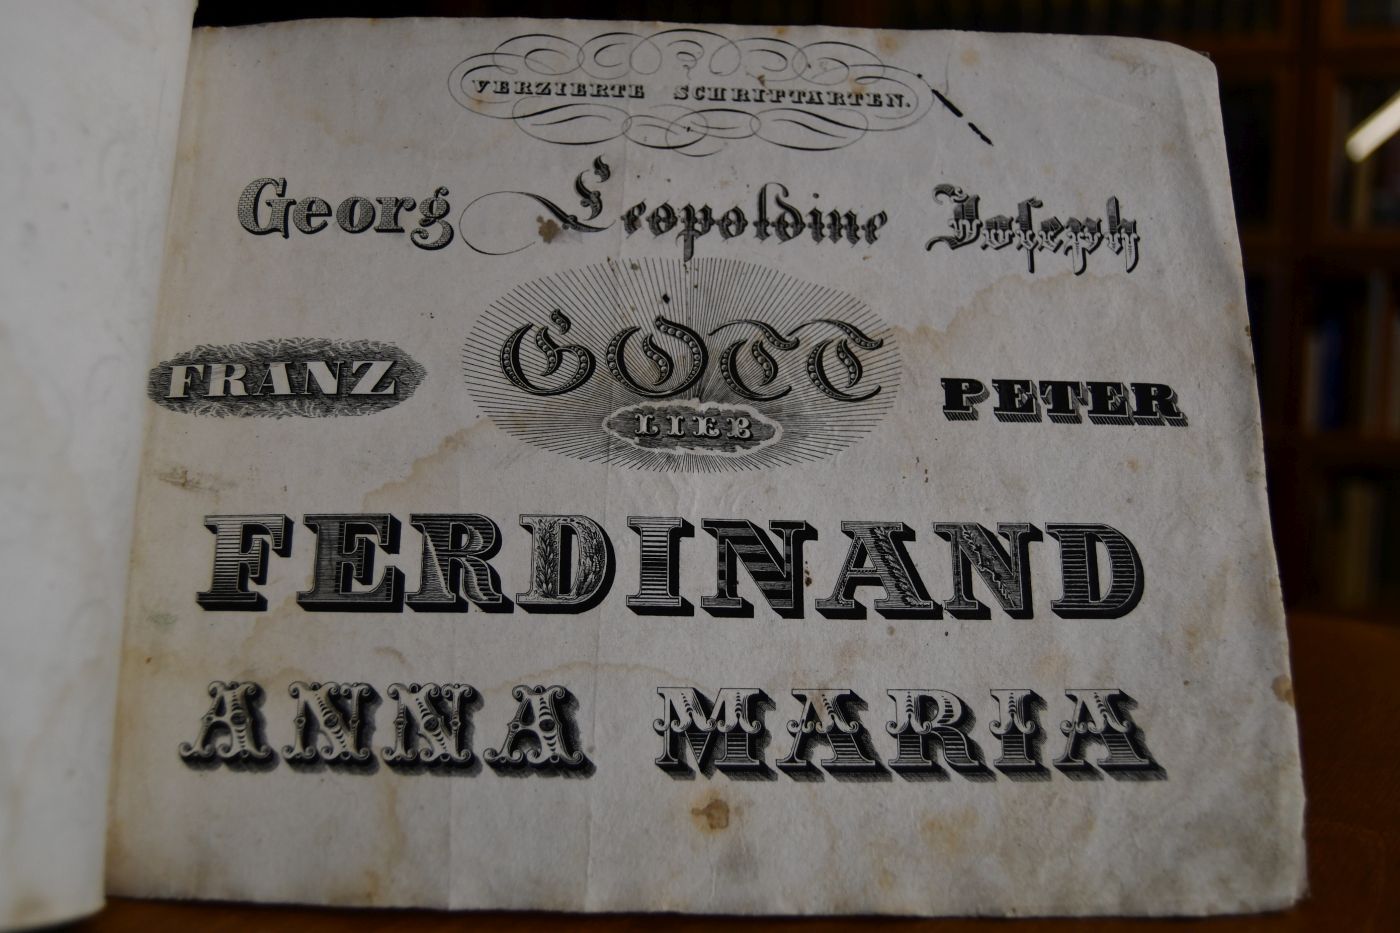 VERZIERTE SCHRIFTARTEN.
Georg Leopoldine Joseph
FRANZ GOTT PETER
LIEB
FERDINAND
ANNA MARIA